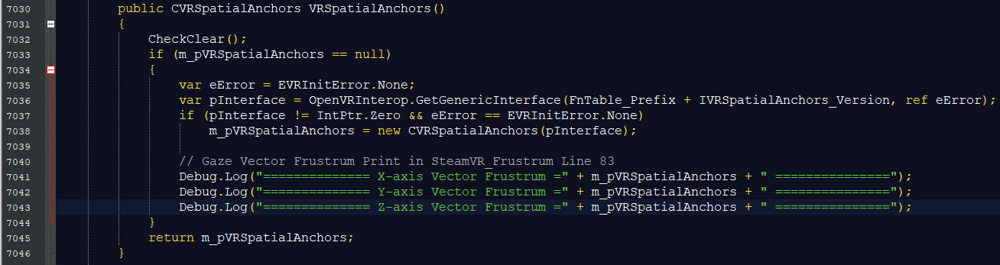 7030 public CVRSpatialAnchors VRSpatialAnchors()
7031 {
7032 CheckClear();
7033 if (m_pVRSpatialAnchors == null)
7034 {
7035 var eError = EVRInitError.None;
7036 var pInterface = OpenVRInterop.GetGenericInterface(FnTable_Prefix + IVRSpatialAnchors_Version, ref eError);
7037 if (pInterface != IntPtr.Zero && eError == EVRInitError.None)
7038 m_pVRSpatialAnchors = new CVRSpatialAnchors(pInterface);
7039
7040 // Gaze Vector Frustrum Print in SteamVR_Frustrum Line 83
7041 Debug.Log("============== X-axis Vector Frustrum =" + m_pVRSpatialAnchors + " ===============");
7042 Debug.Log("============== Y-axis Vector Frustrum =" + m_pVRSpatialAnchors + " ===============");
7043 Debug.Log("============== Z-axis Vector Frustrum =" + m_pVRSpatialAnchors + " ===============");
7044 }
7045 return m_pVRSpatialAnchors;
7046 }